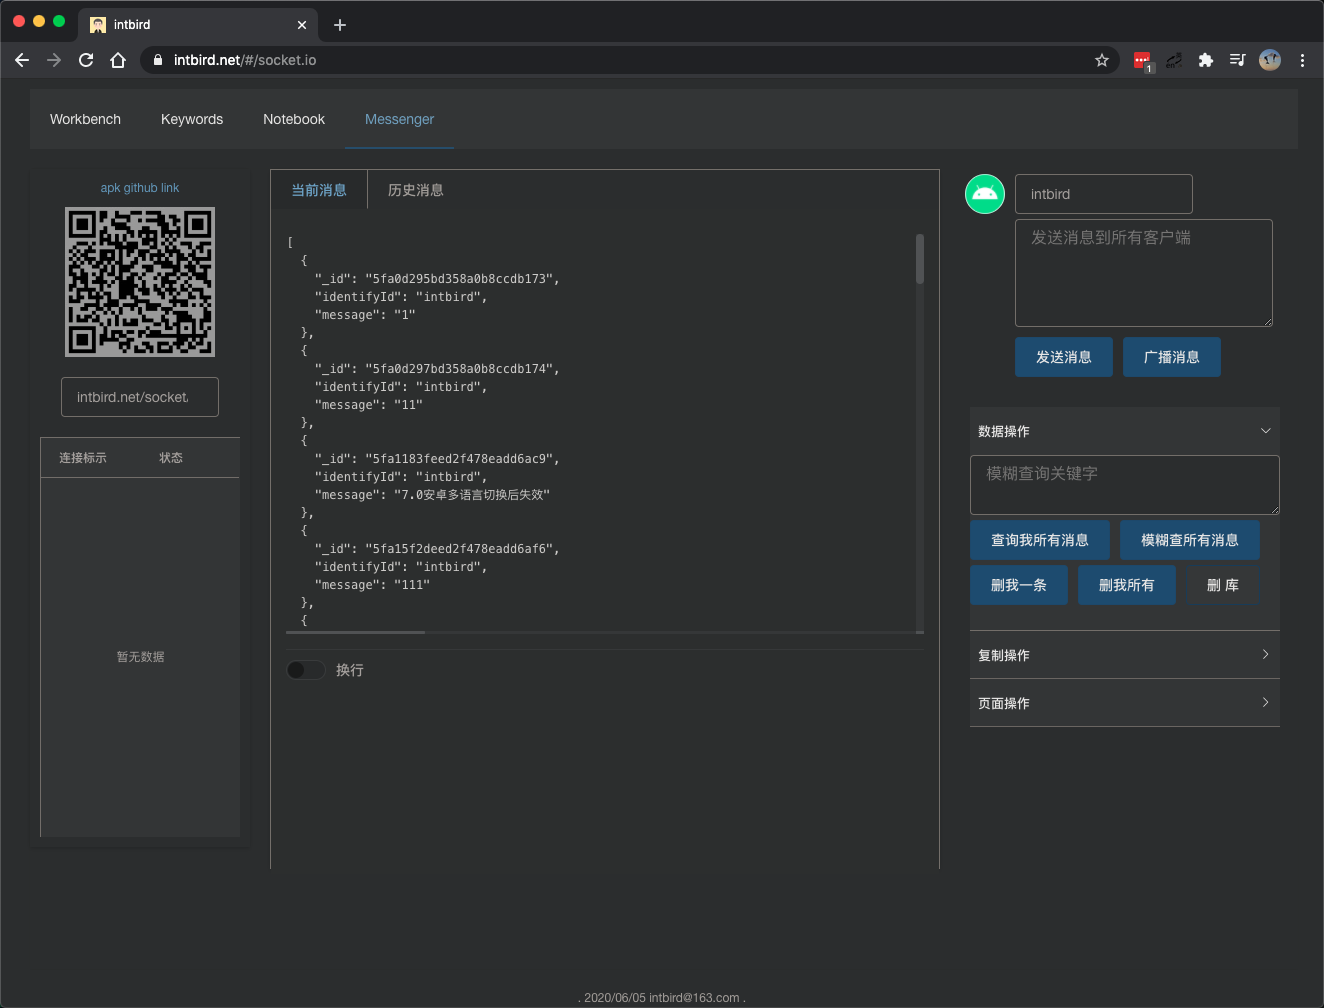 intbird
intbird.net/#/socket.io
1
Workbench
Keywords
Notebook
Messenger
apk github link
intbird.net/socket
连接标示
状态
暂无数据
当前消息
历史消息
[
{
"_id": "5fa0d295bd358a0b8ccdb173",
"identifyId": "intbird",
"message": "1"
},
{
"_id": "5fa0d297bd358a0b8ccdb174",
"identifyId": "intbird",
"message": "11"
},
{
"_id": "5fa1183feed2f478eadd6ac9",
"identifyId": "intbird",
"message": "7.0安卓多语言切换后失效"
},
{
"_id": "5fa15f2deed2f478eadd6af6",
"identifyId": "intbird",
"message": "111"
},
{
换行
intbird
发送消息到所有客户端
发送消息
广播消息
数据操作
模糊查询关键字
查询我所有消息
模糊查所有消息
删我一条
删我所有
删 库
复制操作
页面操作
. 2020/06/05 intbird@163.com .